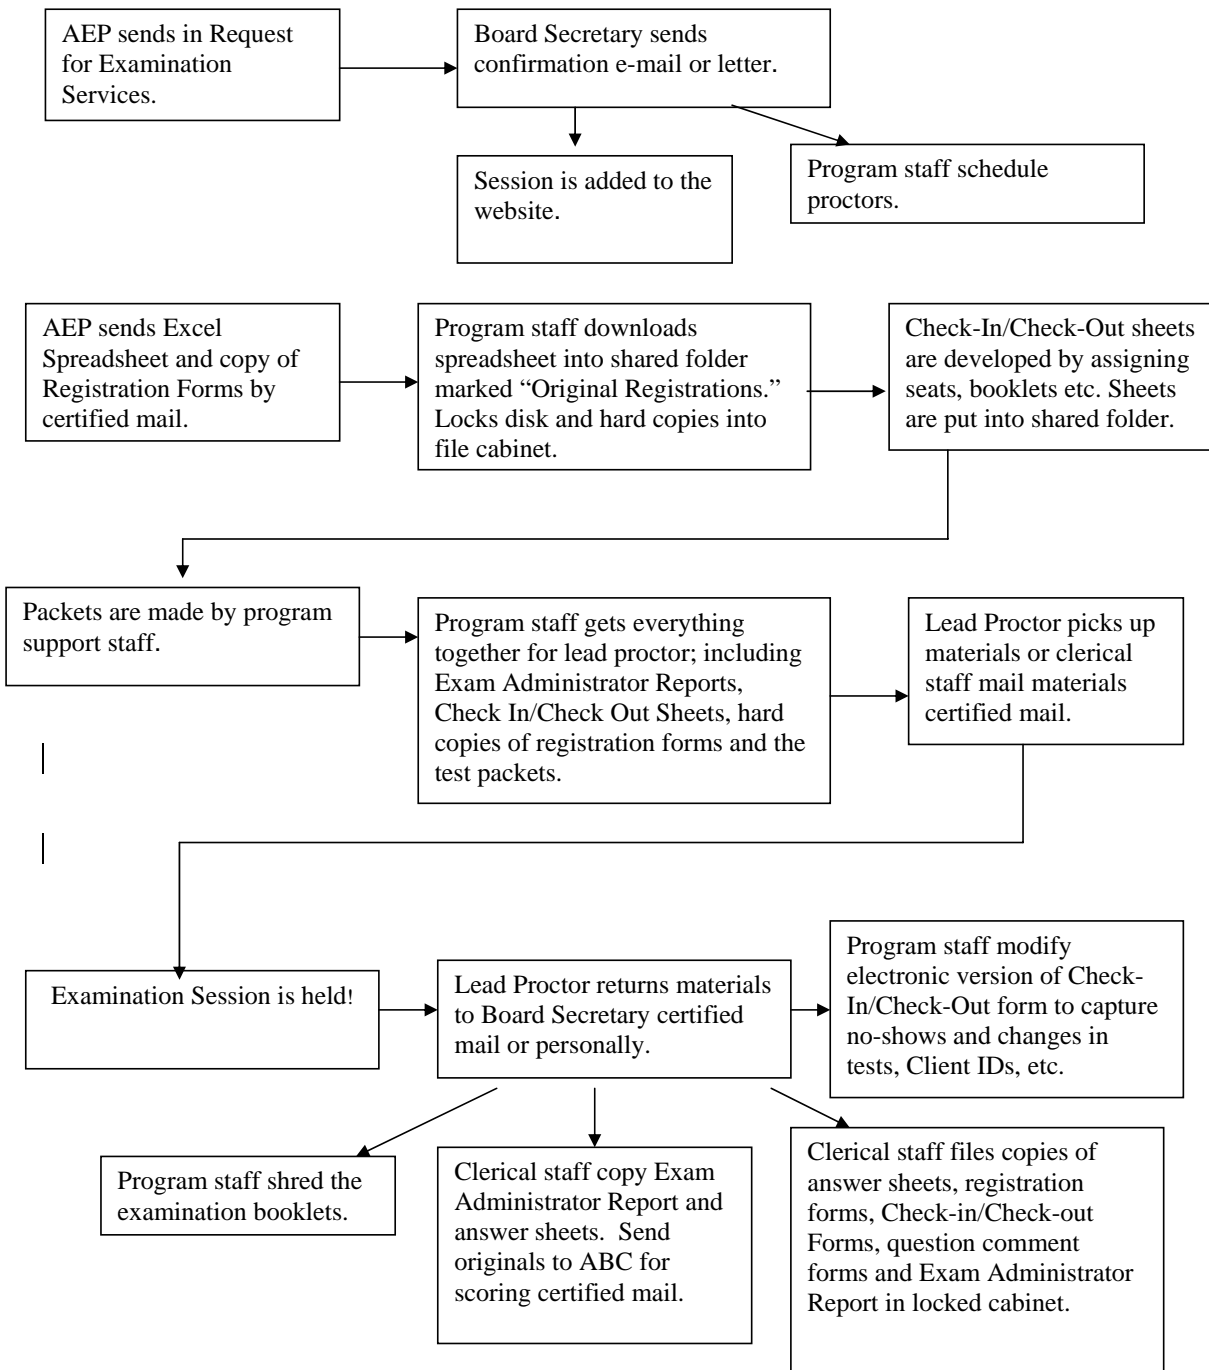 AEP sends in Request
for Examination
Services.
Board Secretary sends
confirmation e-mail or letter.
Session is added to the
website.
Program staff schedule
proctors.
AEP sends Excel
Spreadsheet and copy of
Registration Forms by
certified mail.
Program staff downloads
spreadsheet into shared folder
marked “Original Registrations.”
Locks disk and hard copies into
file cabinet.
Check-In/Check-Out sheets
are developed by assigning
seats, booklets etc. Sheets
are put into shared folder.
Packets are made by program
support staff.
Program staff gets everything
together for lead proctor; including
Exam Administrator Reports,
Check In/Check Out Sheets, hard
copies of registration forms and the
test packets.
Lead Proctor picks up
materials or clerical
staff mail materials
certified mail.
Examination Session is held!
Lead Proctor returns materials
to Board Secretary certified
mail or personally.
Program staff modify
electronic version of Check-
In/Check-Out form to capture
no-shows and changes in
tests, Client IDs, etc.
Program staff shred the
examination booklets.
Clerical staff copy Exam
Administrator Report and
answer sheets.  Send
originals to ABC for
scoring certified mail.
Clerical staff files copies of
answer sheets, registration
forms, Check-in/Check-out
Forms, question comment
forms and Exam Administrator
Report in locked cabinet.